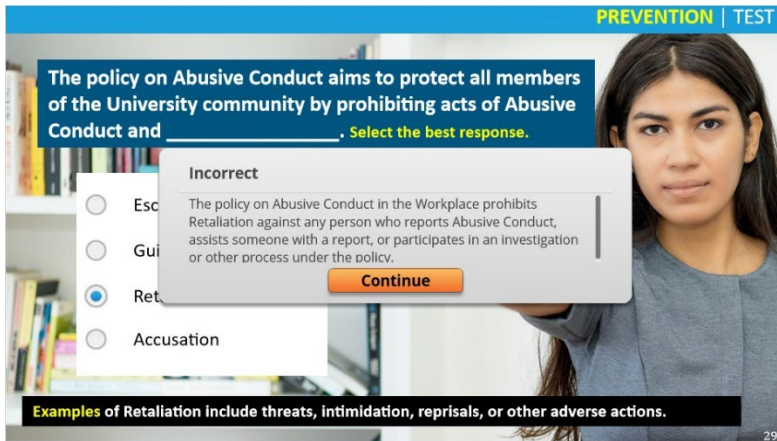 PREVENTION | TEST
The policy on Abusive Conduct aims to protect all members
of the University community by prohibiting acts of Abusive
Conduct and ____________________. Select the best response.
Incorrect
The policy on Abusive Conduct in the Workplace prohibits
Retaliation against any person who reports Abusive Conduct,
assists someone with a report, or participates in an investigation
or other process under the policy.
Continue
Esc
Gui
Ret
Accusation
Examples of Retaliation include threats, intimidation, reprisals, or other adverse actions.
29